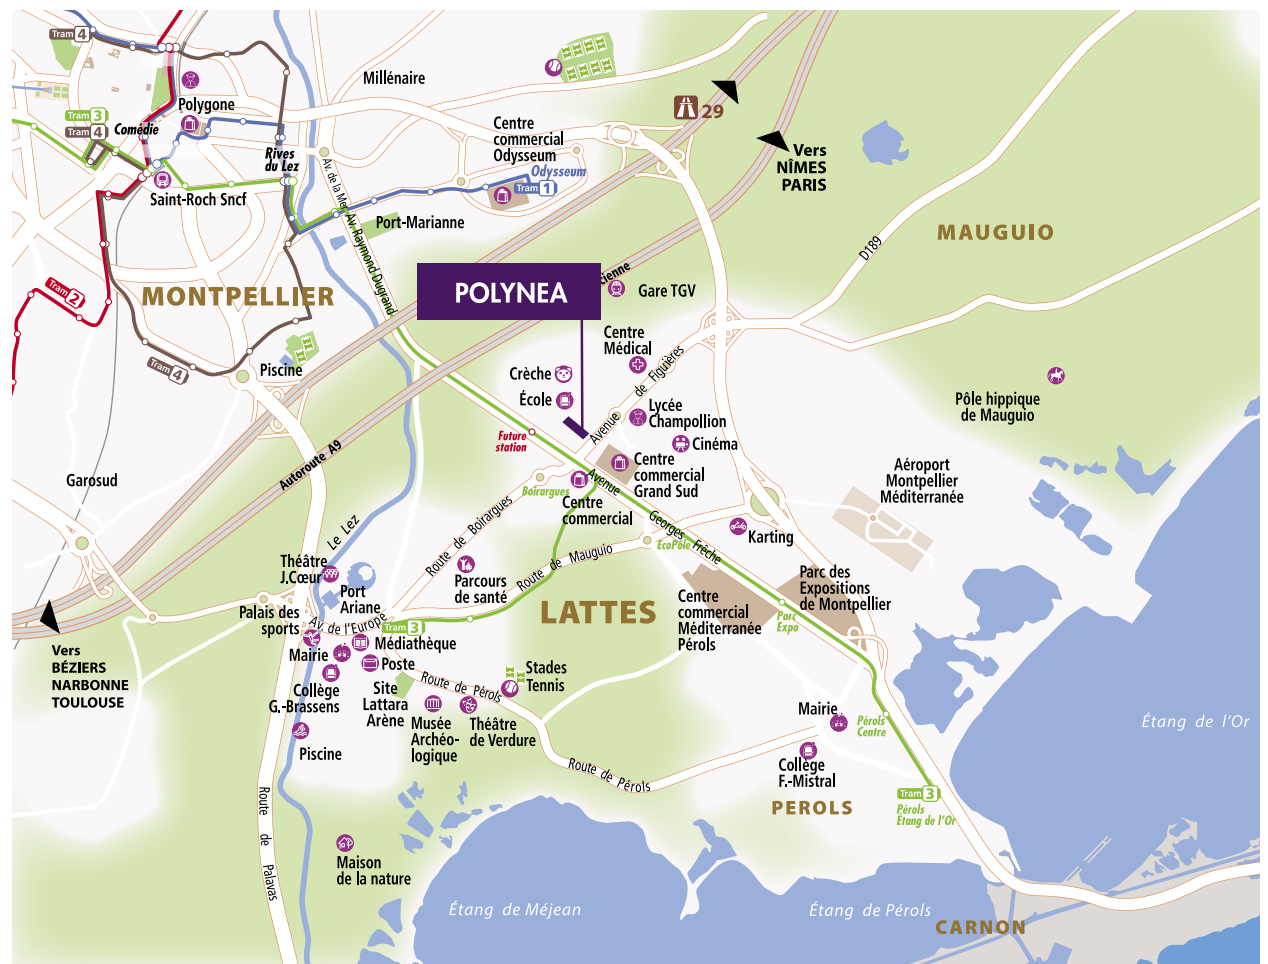 Tram 4
Millénaire
Polygone
29
Tram 3
Tram 4
Comédie
Centre
commercial
Odysseum
Vers
NÎMES
PARIS
Rives
du Lez
Odysseum
Tram 1
Saint-Roch Sncf
Av. de la Mer
Port-Marianne
Av. Raymond Dugrand
D189
MAUGUIO
Tram 2
MONTPELLIER
POLYNEA
cienne
Gare TGV
Centre
Médical
Tram 4
Piscine
Crèche
École
Avenue de Figuières
Lycée
Champollion
Pôle hippique
de Mauguio
Future
station
Cinéma
Autoroute A9
Garosud
Centre
commercial
Grand Sud
Aéroport
Montpellier
Méditerranée
Boirargues
Centre
commercial
Avenue Georges Frêche
Le Lez
Route de Boirargues
Karting
EcoPôle
Théâtre
J.Cœur
Route de Mauguio
Parcours
de santé
Port
Ariane
Parc des
Expositions
de Montpellier
Centre
commercial
Méditerranée
Pérols
Palais des
sports
LATTES
Av. de l'Europe
Tram 3
Parc
Expo
Vers
BÉZIERS
NARBONNE
TOULOUSE
Médiathèque
Mairie
Poste
Stades
Tennis
Collège
G.-Brassens
Site
Lattara
Arène
Route de Pérols
Musée
Archéo-
logique
Théâtre
de Verdure
Mairie
Pérols
Centre
Étang de l'Or
Piscine
Collège
F.-Mistral
Route de Pérols
Route de Palavas
PEROLS
Tram 3
Pérols
Étang de l'Or
Maison
de la nature
Étang de Méjean
Étang de Pérols
CARNON